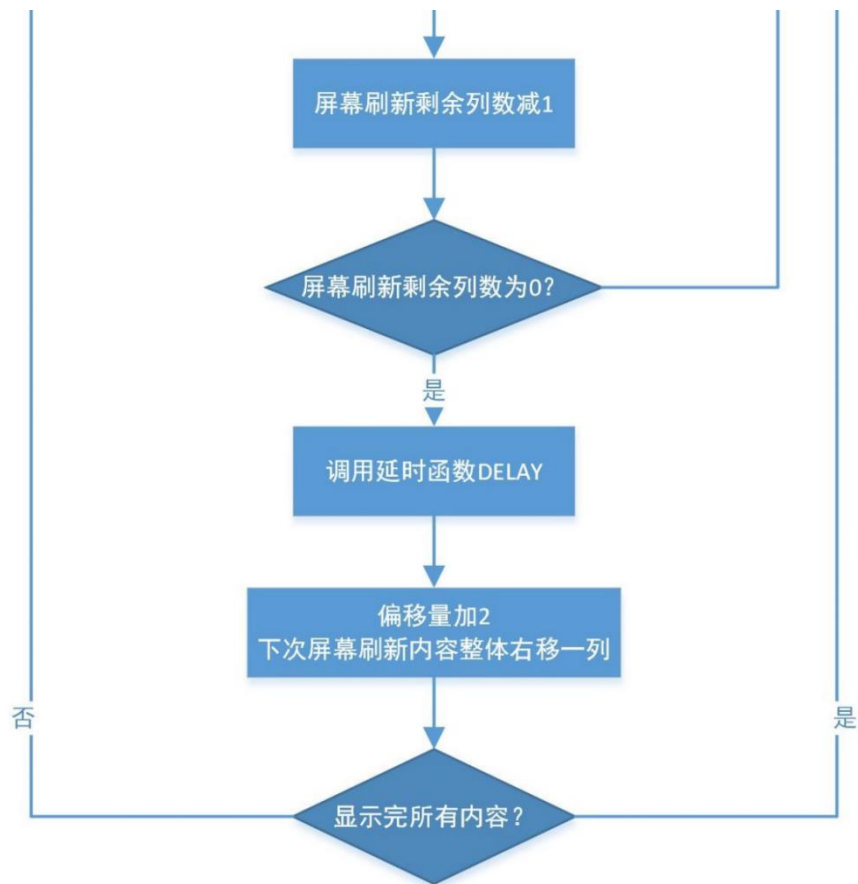 屏幕刷新剩余列数减1
屏幕刷新剩余列数为0?
是
调用延时函数DELAY
偏移量加2
下次屏幕刷新内容整体右移一列
否
是
显示完所有内容？